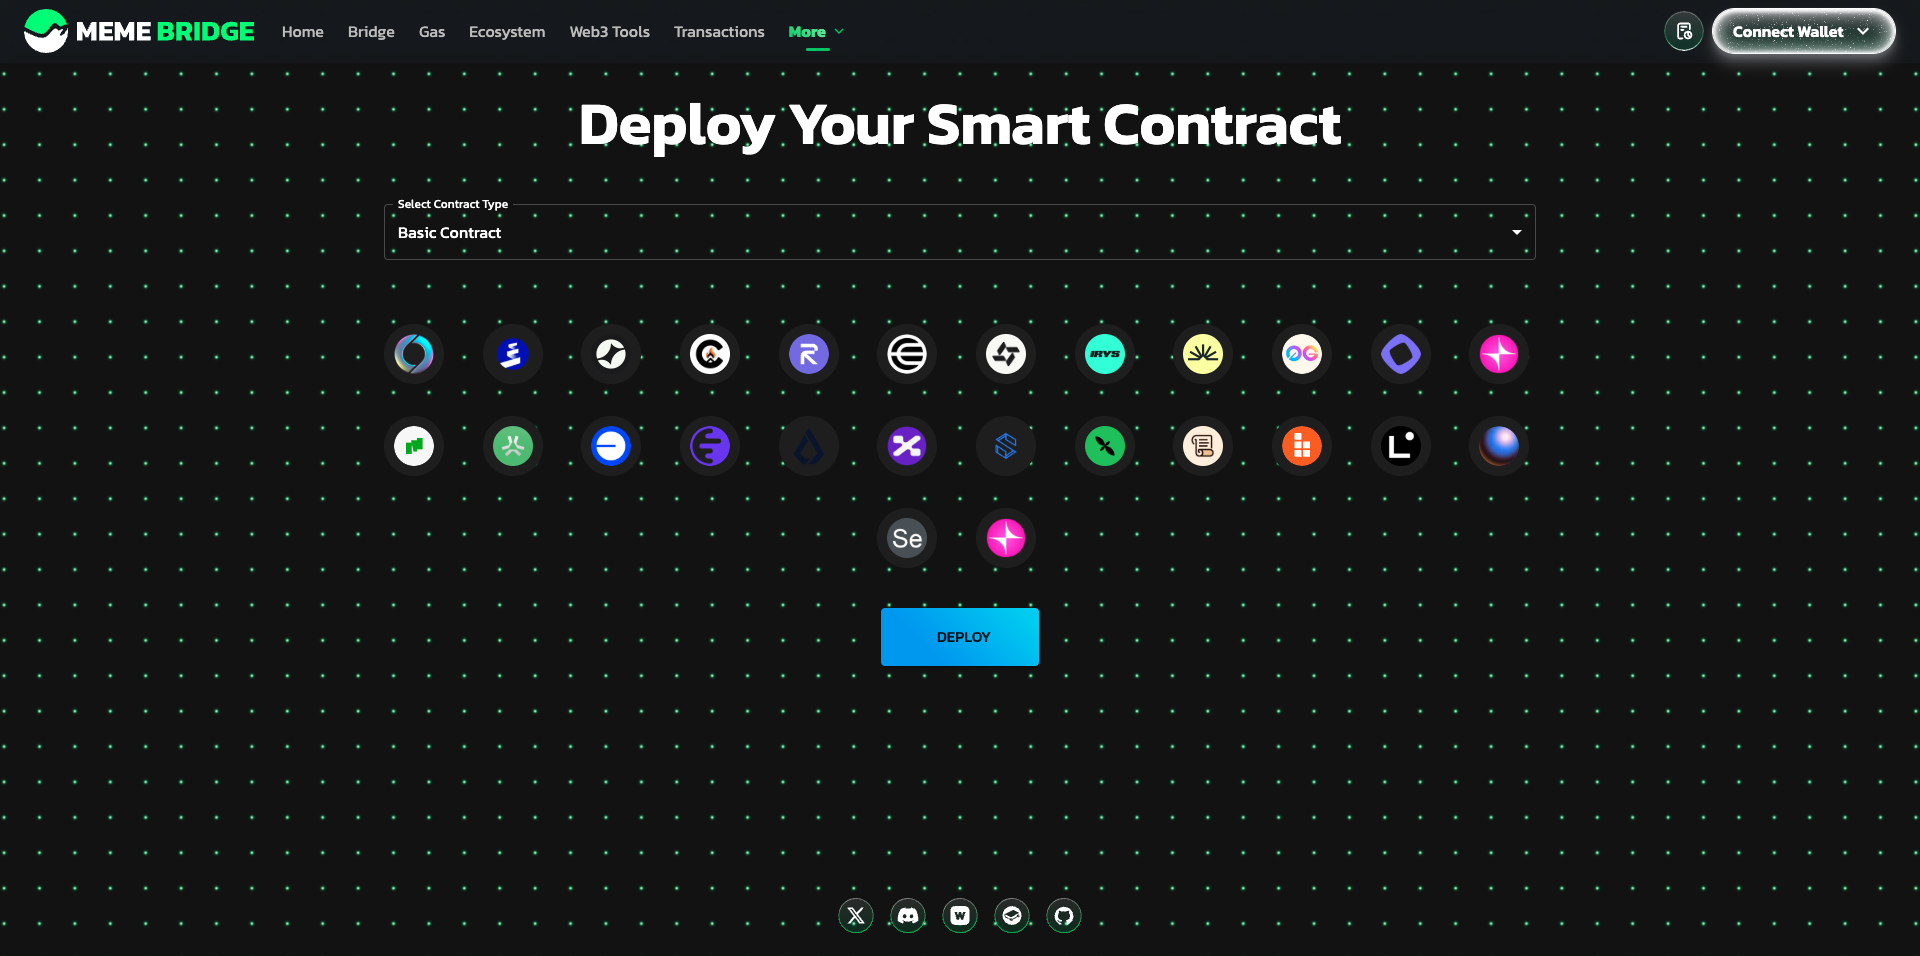 MEME BRIDGE
Home Bridge Gas Ecosystem Web3 Tools Transactions More
Connect Wallet
Deploy Your Smart Contract
Select Contract Type
Basic Contract
IRYS
Se
DEPLOY